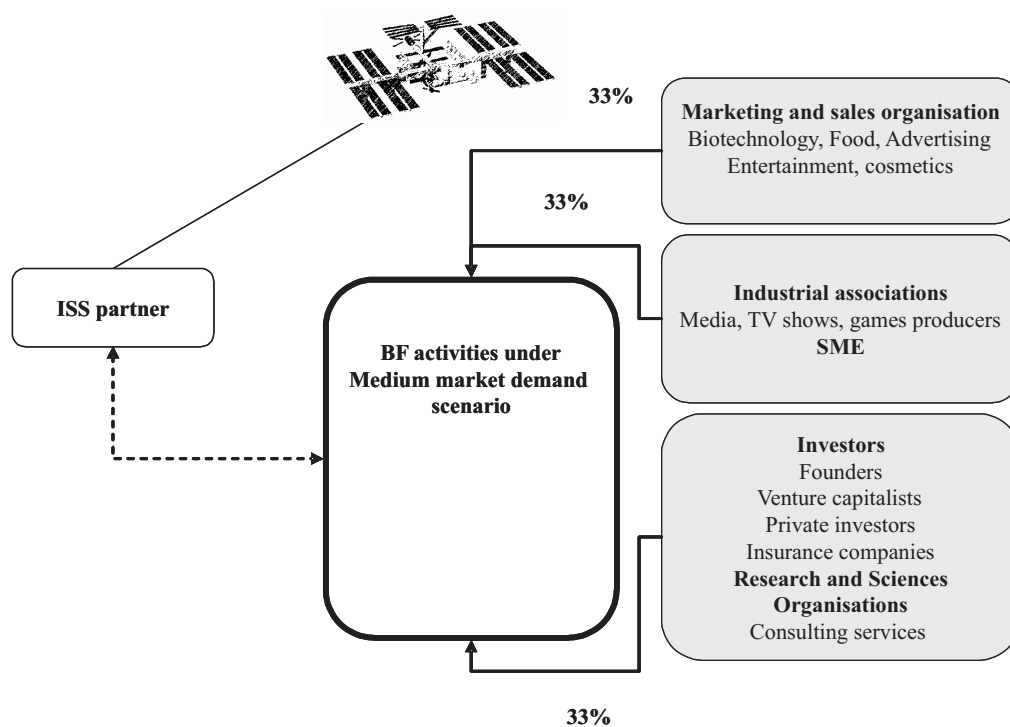 33%
Marketing and sales organisation
Biotechnology, Food, Advertising
Entertainment, cosmetics
33%
Industrial associations
Media, TV shows, games producers
SME
ISS partner
BF activities under
Medium market demand
scenario
Investors
Founders
Venture capitalists
Private investors
Insurance companies
Research and Sciences
Organisations
Consulting services
33%